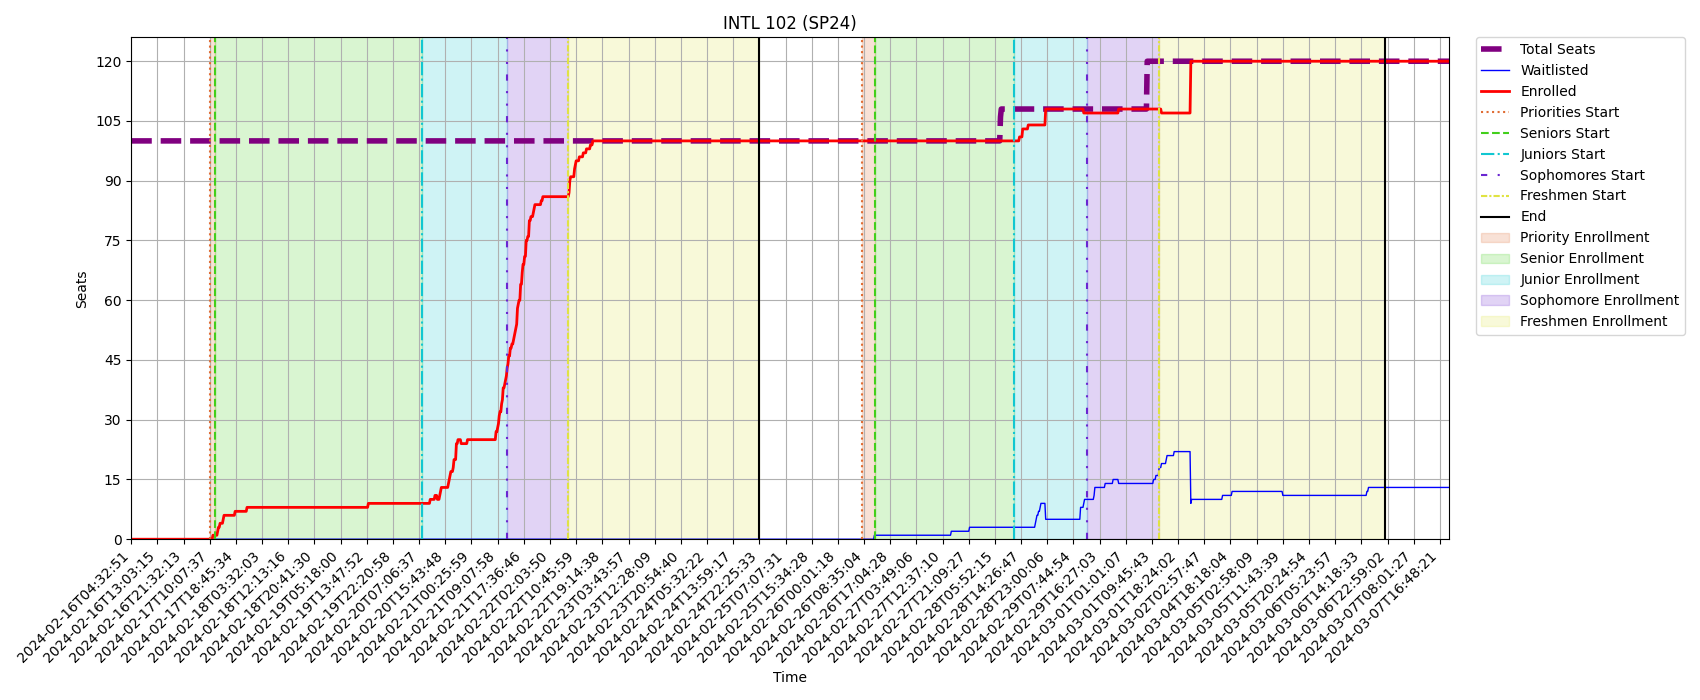 INTL 102 (SP24)
Seats
120
105
90
75
60
45
30
15
0
2024-02-16T04:32:51
2024-02-16T13:03:15
2024-02-16T21:32:13
2024-02-17T10:07:37
2024-02-17T18:45:34
2024-02-18T03:32:03
2024-02-18T12:13:16
2024-02-18T20:41:30
2024-02-19T05:18:00
2024-02-19T13:47:52
2024-02-19T22:20:58
2024-02-20T07:06:37
2024-02-20T15:43:48
2024-02-21T00:25:59
2024-02-21T09:07:58
2024-02-21T17:36:46
2024-02-22T02:03:50
2024-02-22T10:45:59
2024-02-22T19:14:38
2024-02-23T03:43:57
2024-02-23T12:28:09
2024-02-23T20:54:40
2024-02-24T05:32:22
2024-02-24T13:59:17
2024-02-24T22:25:33
2024-02-25T07:07:31
2024-02-25T15:34:28
2024-02-26T00:01:18
2024-02-26T08:35:04
2024-02-26T17:04:28
2024-02-27T03:49:06
2024-02-27T12:37:10
2024-02-27T21:09:27
2024-02-28T05:52:15
2024-02-28T14:26:47
2024-02-28T23:00:06
2024-02-29T07:44:54
2024-02-29T16:27:03
2024-03-01T01:01:07
2024-03-01T09:45:43
2024-03-01T18:24:02
2024-03-02T02:57:47
2024-03-04T18:18:04
2024-03-05T02:58:09
2024-03-05T11:43:39
2024-03-05T20:24:54
2024-03-06T05:23:57
2024-03-06T14:18:33
2024-03-06T22:59:02
2024-03-07T08:01:27
2024-03-07T16:48:21
Time
Total Seats
Waitlisted
Enrolled
Priorities Start
Seniors Start
Juniors Start
Sophomores Start
Freshmen Start
End
Priority Enrollment
Senior Enrollment
Junior Enrollment
Sophomore Enrollment
Freshmen Enrollment